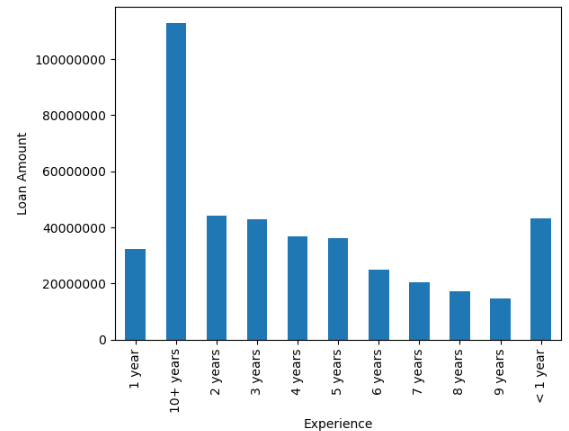 100000000
80000000
60000000
40000000
20000000
0
Loan Amount
1 year
10+ years
2 years
3 years
4 years
5 years
6 years
7 years
8 years
9 years
< 1 year
Experience